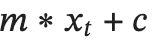 m * x_t + c